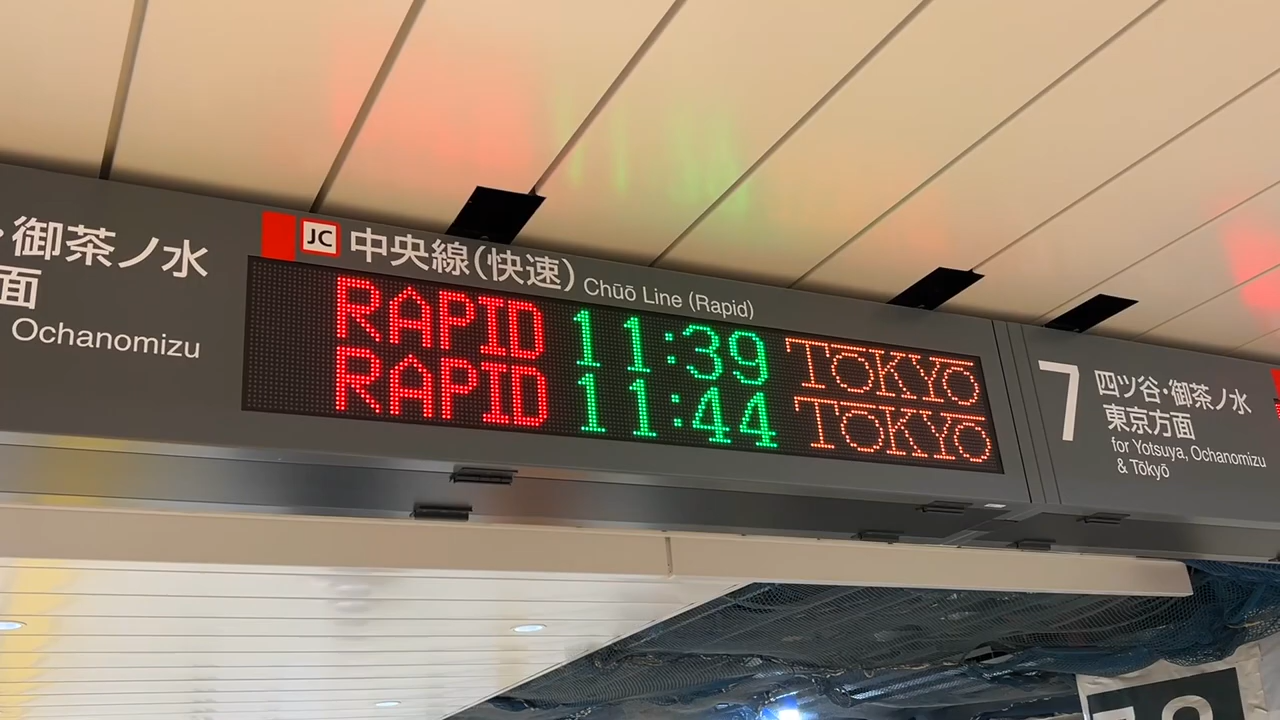 ・御茶ノ水
面
Ochanomizu
JC 中央線(快速) Chūō Line (Rapid)
RAPID 11:39 TOKYO
RAPID 11:44 TOKYO
7
四ツ谷・御茶ノ水
東京方面
for Yotsuya, Ochanomizu
& Tōkyō